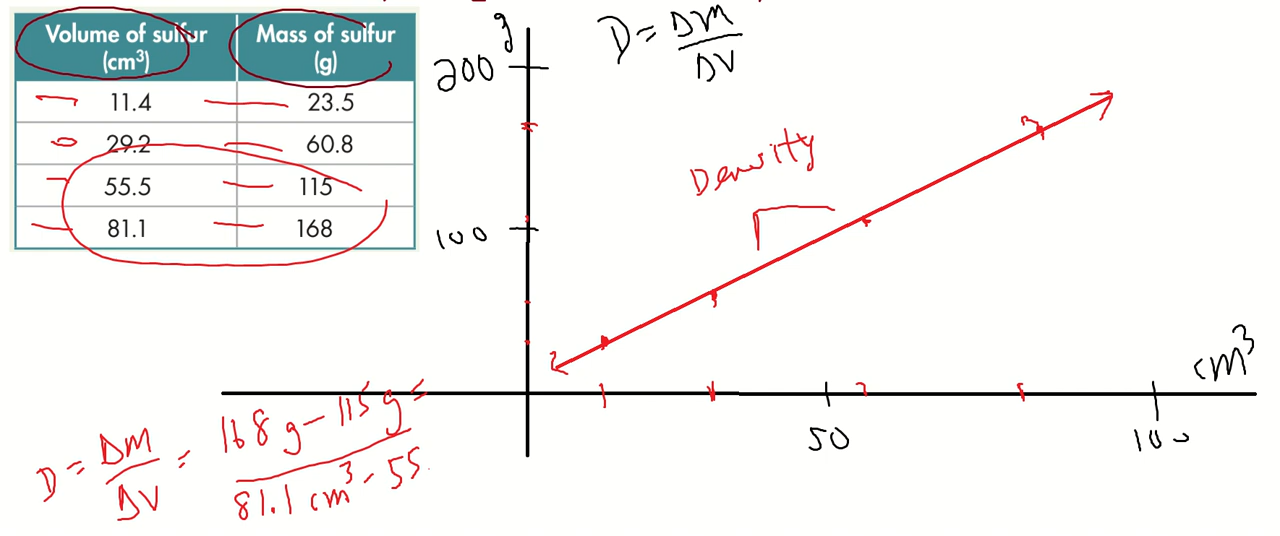 Volume of sulfur Mass of sulfur
(cm³) (g)
11.4 23.5
29.2 60.8
55.5 115
81.1 168
g
200
100
D = ΔM
ΔV
Density
cm³
50 100
D = ΔM = 168 g - 115 g =
ΔV 81.1 cm³ - 55.